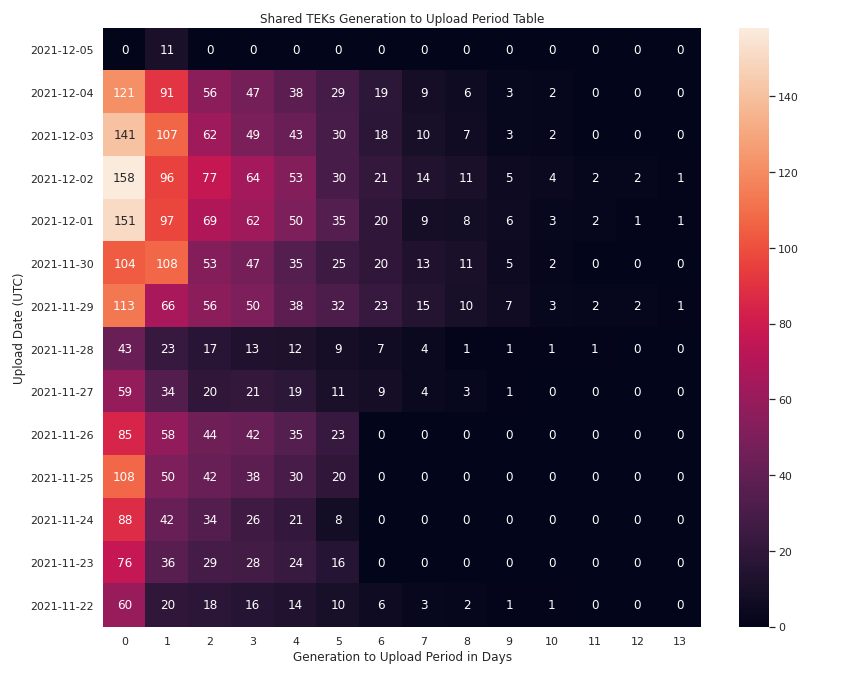 Shared TEKs Generation to Upload Period Table
2021-12-05 0 11 0 0 0 0 0 0 0 0 0 0 0 0
2021-12-04 121 91 56 47 38 29 19 9 6 3 2 0 0 0
2021-12-03 141 107 62 49 43 30 18 10 7 3 2 0 0 0
2021-12-02 158 96 77 64 53 30 21 14 11 5 4 2 2 1
2021-12-01 151 97 69 62 50 35 20 9 8 6 3 2 1 1
2021-11-30 104 108 53 47 35 25 20 13 11 5 2 0 0 0
2021-11-29 113 66 56 50 38 32 23 15 10 7 3 2 2 1
2021-11-28 43 23 17 13 12 9 7 4 1 1 1 1 0 0
2021-11-27 59 34 20 21 19 11 9 4 3 1 0 0 0 0
2021-11-26 85 58 44 42 35 23 0 0 0 0 0 0 0 0
2021-11-25 108 50 42 38 30 20 0 0 0 0 0 0 0 0
2021-11-24 88 42 34 26 21 8 0 0 0 0 0 0 0 0
2021-11-23 76 36 29 28 24 16 0 0 0 0 0 0 0 0
2021-11-22 60 20 18 16 14 10 6 3 2 1 1 0 0 0
0 1 2 3 4 5 6 7 8 9 10 11 12 13
Generation to Upload Period in Days
Upload Date (UTC)
140
120
100
80
60
40
20
0